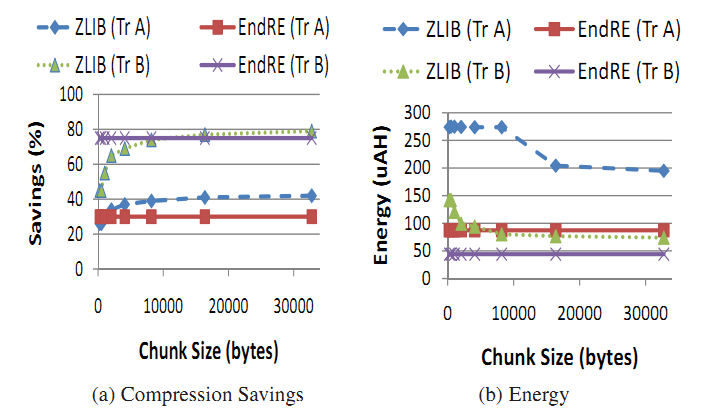 ZLIB (Tr A) EndRE (Tr A)
ZLIB (Tr B) EndRE (Tr B)
100
80
60
40
20
0
Savings (%)
0 10000 20000 30000
Chunk Size (bytes)
(a) Compression Savings
ZLIB (Tr A) EndRE (Tr A)
ZLIB (Tr B) EndRE (Tr B)
300
250
200
150
100
50
0
Energy (uAH)
0 10000 20000 30000
Chunk Size (bytes)
(b) Energy